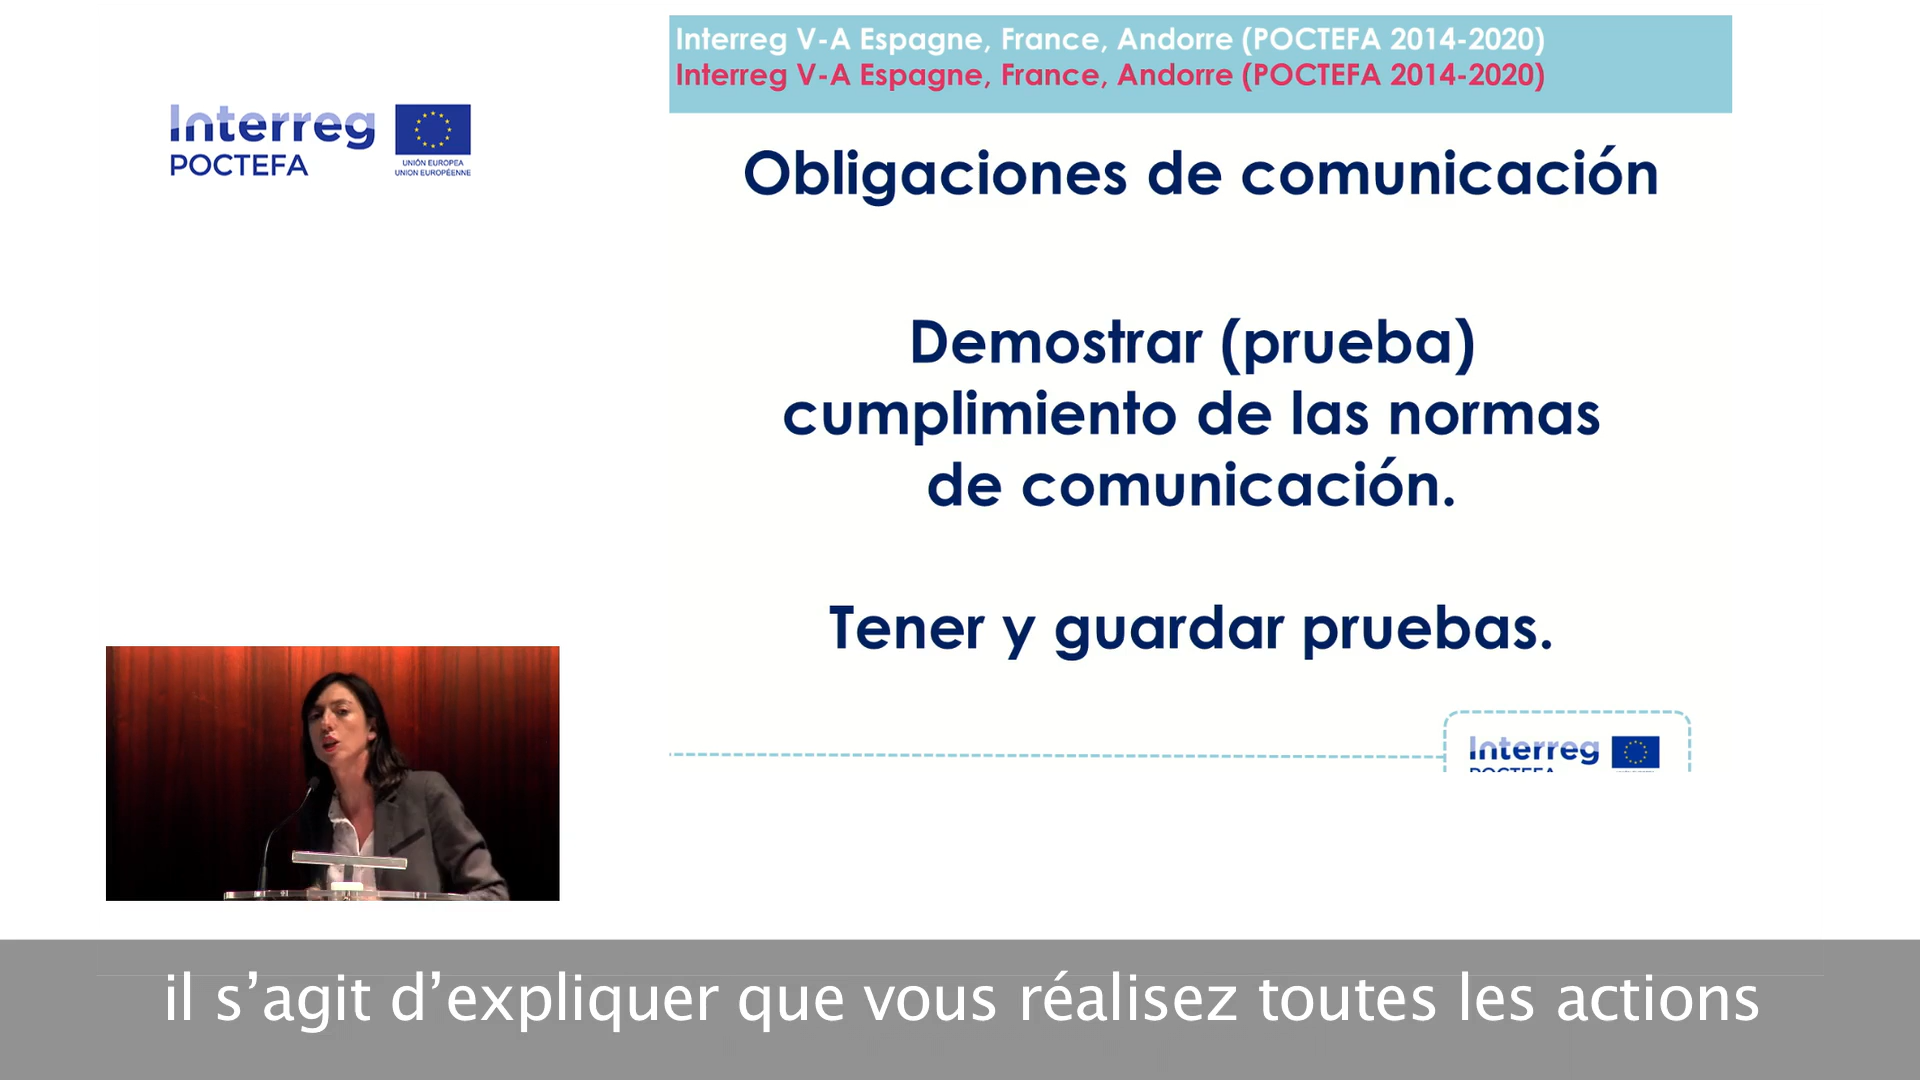 Interreg V-A Espagne, France, Andorre (POCTEFA 2014-2020)
Interreg V-A Espagne, France, Andorre (POCTEFA 2014-2020)
Interreg
POCTEFA
UNIÓN EUROPEA
UNION EUROPÉENNE
Obligaciones de comunicación
Demostrar (prueba)
cumplimiento de las normas
de comunicación.
Tener y guardar pruebas.
Interreg
POCTEFA
il s’agit d’expliquer que vous réalisez toutes les actions